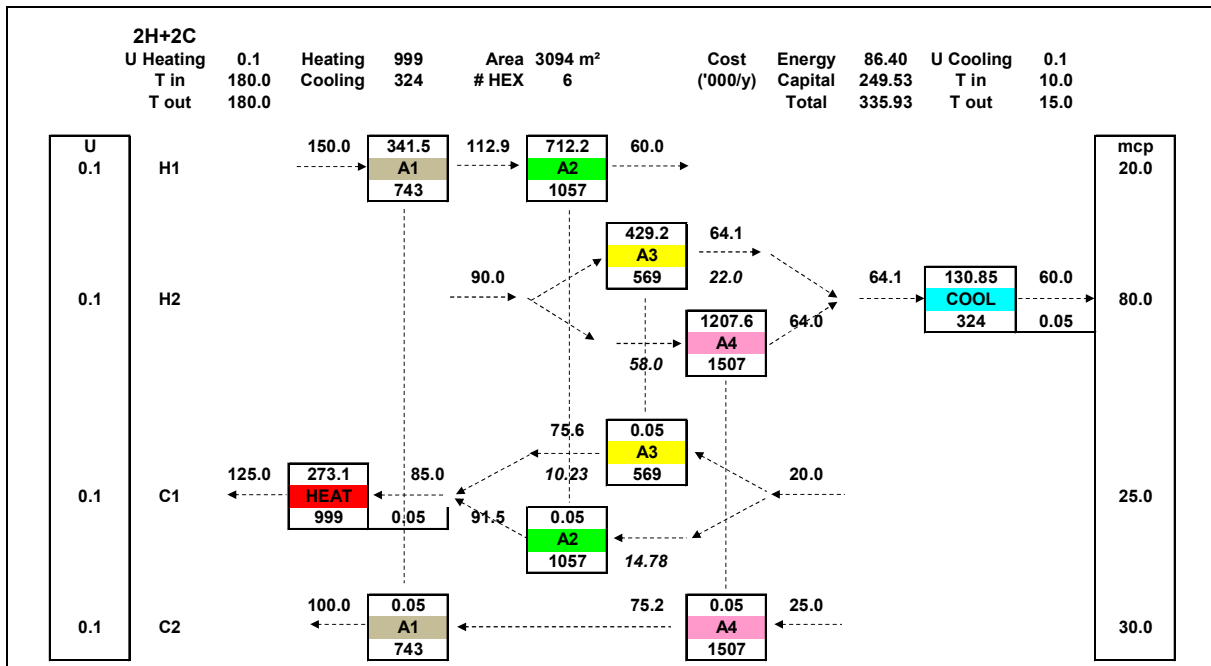 2H+2C
U Heating 0.1 Heating 999 Area 3094 m² Cost Energy 86.40 U Cooling 0.1
T in 180.0 Cooling 324 # HEX 6 ('000/y) Capital 249.53 T in 10.0
T out 180.0 Total 335.93 T out 15.0
U mcp
150.0 341.5 112.9 712.2 60.0
0.1 H1 A1 A2 20.0
743 1057
429.2 64.1
A3
90.0 569 22.0 64.1 130.85 60.0
0.1 H2 COOL 80.0
1207.6 64.0 324 0.05
A4
58.0 1507
75.6 0.05
A3
125.0 273.1 85.0 10.23 569 20.0
0.1 HEAT C1 25.0
999 0.05 91.5 0.05
A2
1057 14.78
100.0 0.05 75.2 0.05 25.0
0.1 C2 A1 A4 30.0
743 1507